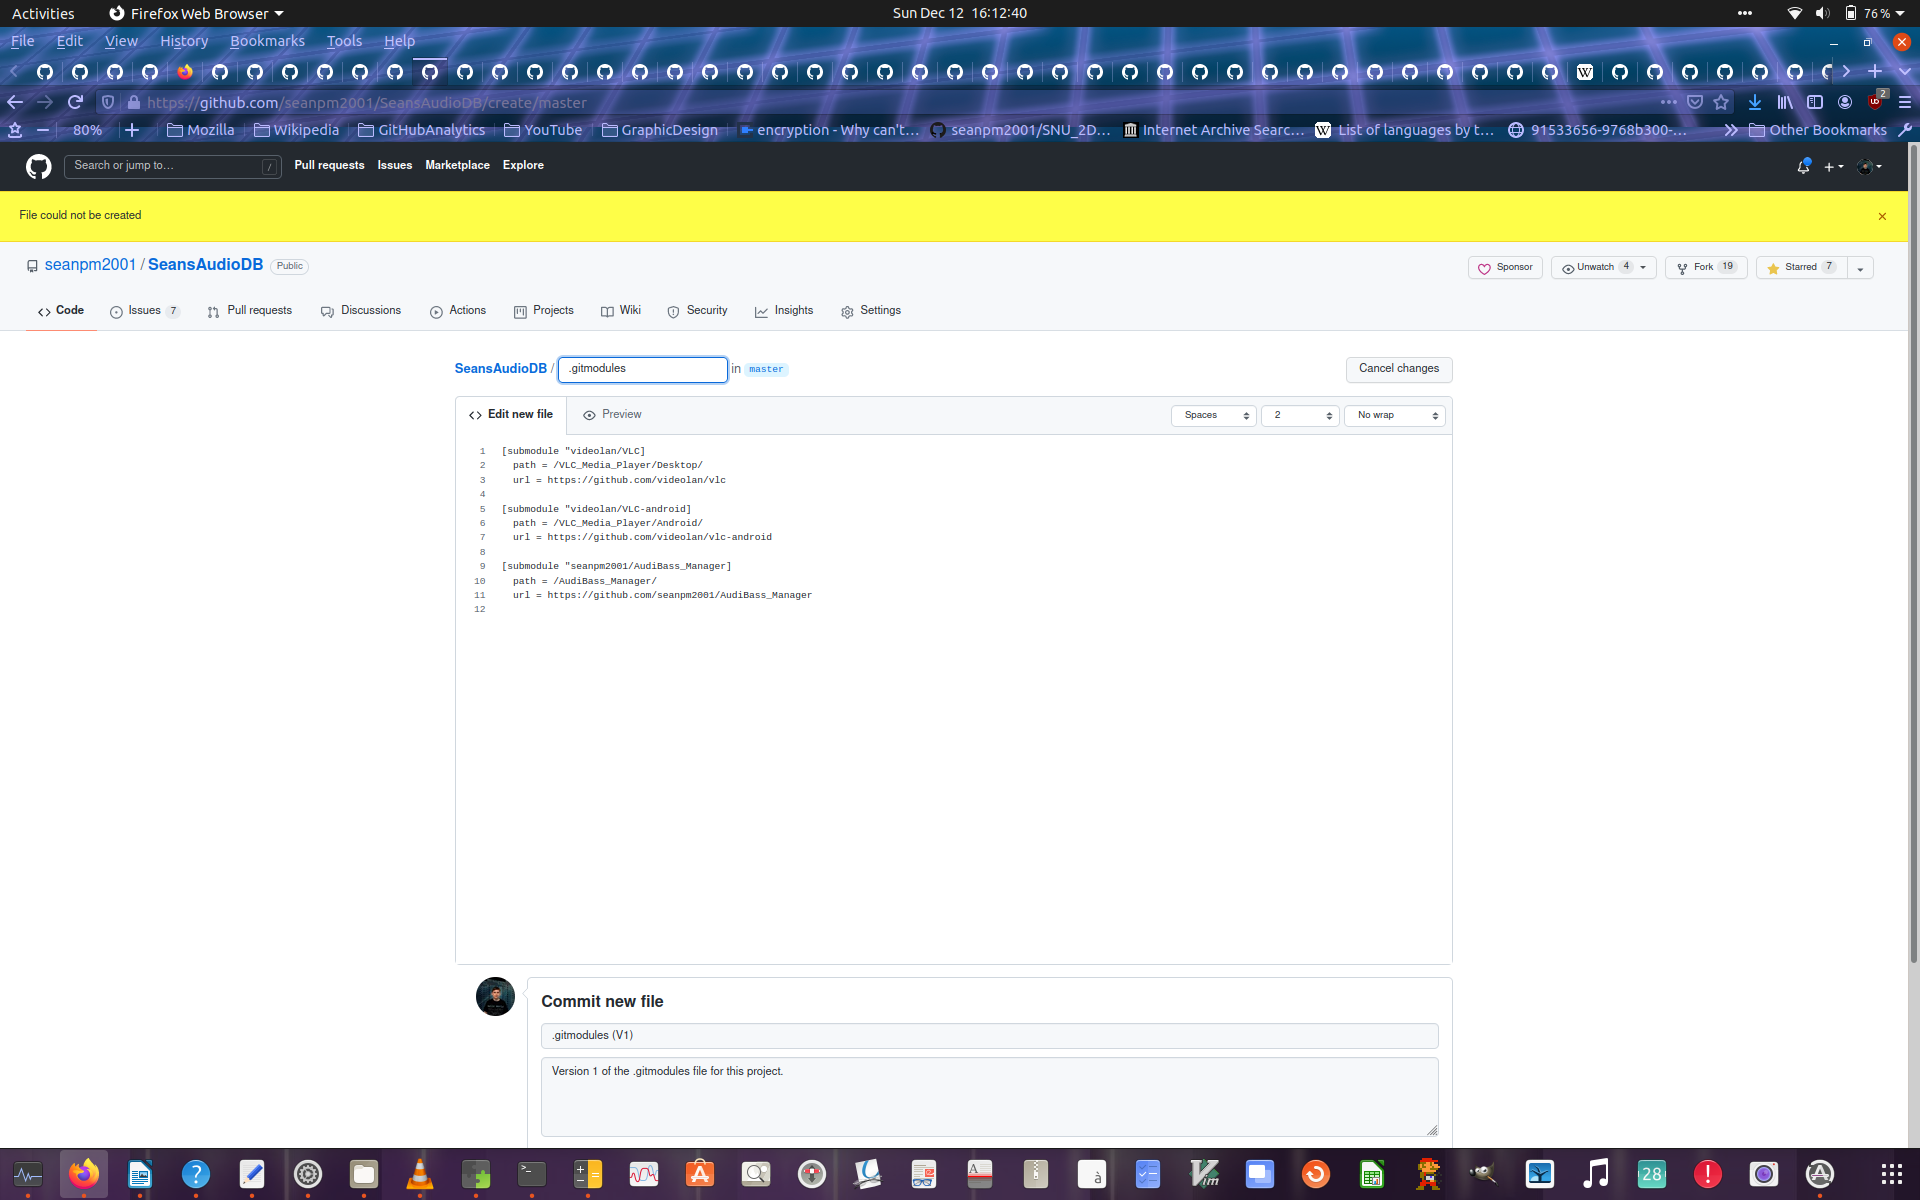 Activities
Firefox Web Browser
Sun Dec 12 16:12:40
76 %
File Edit View History Bookmarks Tools Help
https://github.com/seanpm2001/SeansAudioDB/create/master
2
80%
Mozilla
Wikipedia
GitHubAnalytics
YouTube
GraphicDesign
encryption - Why can't…
seanpm2001/SNU_2D…
Internet Archive Searc…
List of languages by t…
91533656-9768b300-…
Other Bookmarks
Search or jump to…
/
Pull requests Issues Marketplace Explore
File could not be created
seanpm2001 / SeansAudioDB Public
Sponsor
Unwatch 4
Fork 19
Starred 7
Code
Issues 7
Pull requests
Discussions
Actions
Projects
Wiki
Security
Insights
Settings
SeansAudioDB / .gitmodules in master
Cancel changes
Edit new file
Preview
Spaces
2
No wrap
1 [submodule "videolan/VLC]
2 path = /VLC_Media_Player/Desktop/
3 url = https://github.com/videolan/vlc
4
5 [submodule "videolan/VLC-android]
6 path = /VLC_Media_Player/Android/
7 url = https://github.com/videolan/vlc-android
8
9 [submodule "seanpm2001/AudiBass_Manager]
10 path = /AudiBass_Manager/
11 url = https://github.com/seanpm2001/AudiBass_Manager
12
Commit new file
.gitmodules (V1)
Version 1 of the .gitmodules file for this project.
28